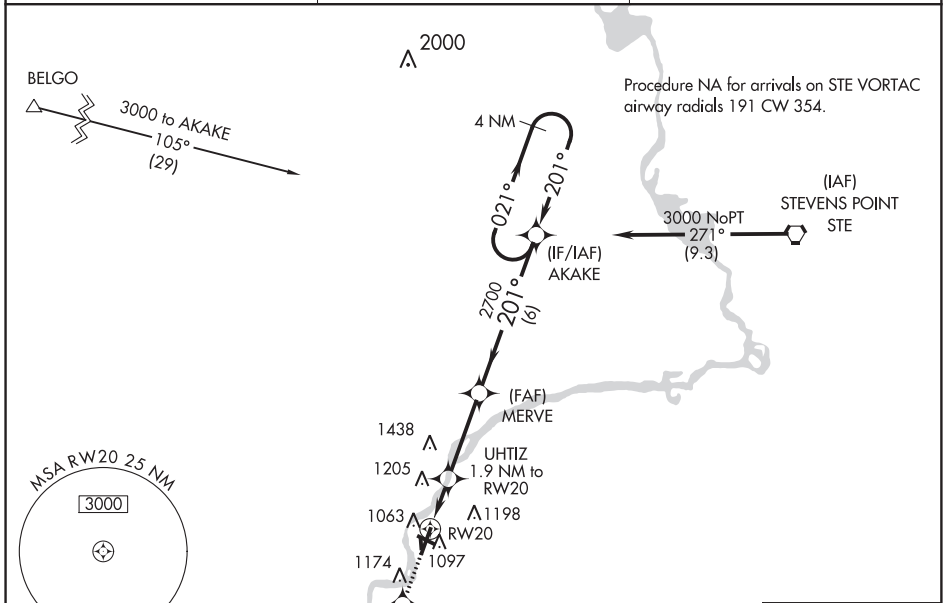 2000
BELGO
3000 to AKAKE
105°
(29)
Procedure NA for arrivals on STE VORTAC
airway radials 191 CW 354.
4 NM
021°
201°
(IF/IAF)
AKAKE
3000 NoPT
271°
(9.3)
(IAF)
STEVENS POINT
STE
2700
201°
(6)
(FAF)
MERVE
1438
UHTIZ
1.9 NM to
RW20
1205
1063
1198
RW20
1097
1174
MSA RW20 25 NM
3000